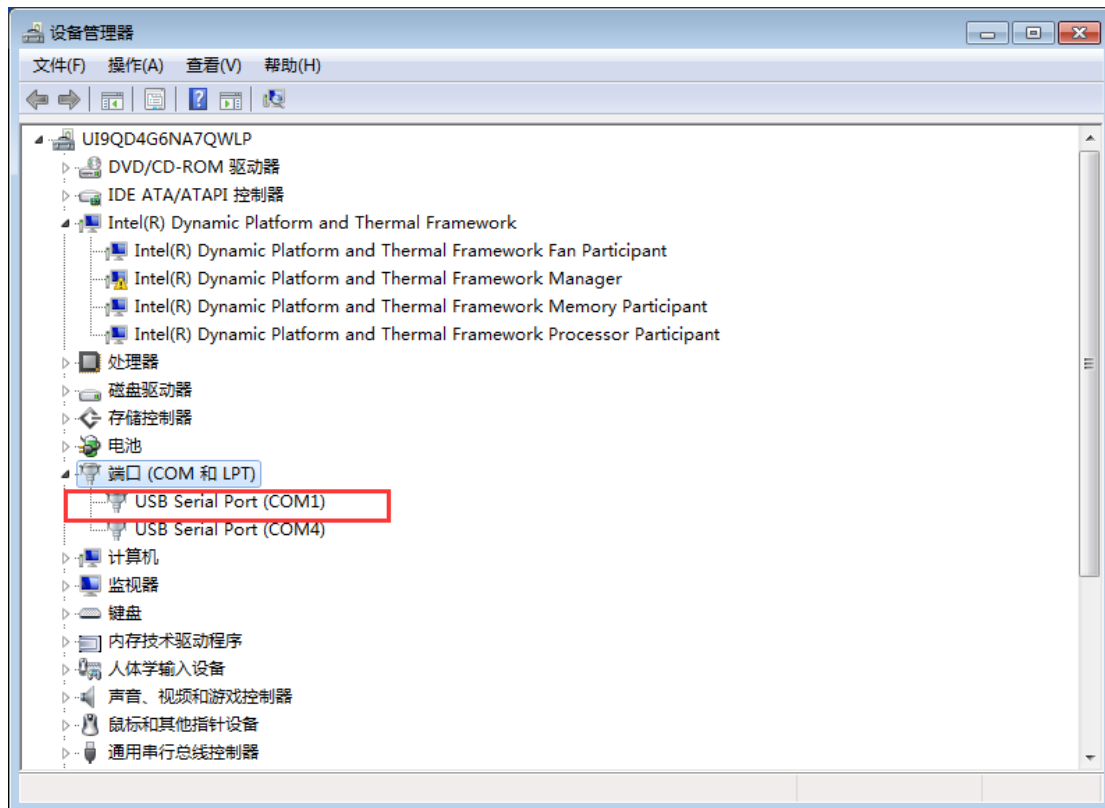 设备管理器
文件(F) 操作(A) 查看(V) 帮助(H)
UI9QD4G6NA7QWLP
DVD/CD-ROM 驱动器
IDE ATA/ATAPI 控制器
Intel(R) Dynamic Platform and Thermal Framework
Intel(R) Dynamic Platform and Thermal Framework Fan Participant
Intel(R) Dynamic Platform and Thermal Framework Manager
Intel(R) Dynamic Platform and Thermal Framework Memory Participant
Intel(R) Dynamic Platform and Thermal Framework Processor Participant
处理器
磁盘驱动器
存储控制器
电池
端口 (COM 和 LPT)
USB Serial Port (COM1)
USB Serial Port (COM4)
计算机
监视器
键盘
内存技术驱动程序
人体学输入设备
声音、视频和游戏控制器
鼠标和其他指针设备
通用串行总线控制器